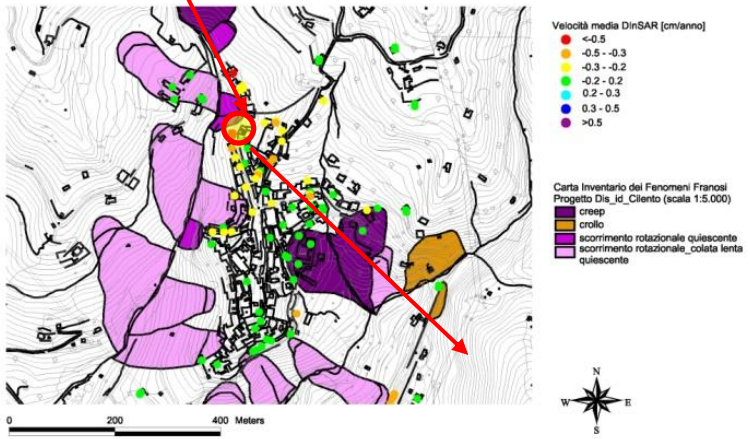 Velocità media DInSAR [cm/anno]
<-0.5
-0.5 - -0.3
-0.3 - -0.2
-0.2 - 0.2
0.2 - 0.3
0.3 - 0.5
>0.5
Carta Inventario dei Fenomeni Franosi
Progetto Dis_Id_Cilento (scala 1:5.000)
creep
crollo
scorrimento rotazionale quiescente
scorrimento rotazionale_colata lenta
quiescente
N
W E
S
0 200 400 Meters